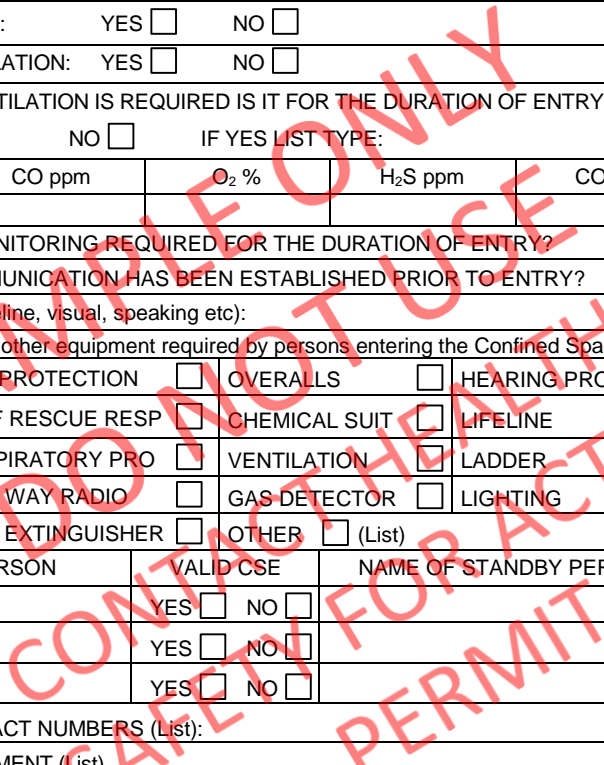 : YES NO
LATION: YES NO
TILATION IS REQUIRED IS IT FOR THE DURATION OF ENTRY
NO IF YES LIST TYPE:
CO ppm O2 % H2S ppm CO
NITORING REQUIRED FOR THE DURATION OF ENTRY?
MUNICATION HAS BEEN ESTABLISHED PRIOR TO ENTRY?
eline, visual, speaking etc):
other equipment required by persons entering the Confined Spa
PROTECTION OVERALLS HEARING PRO
F RESCUE RESP CHEMICAL SUIT LIFELINE
PIRATORY PRO VENTILATION LADDER
WAY RADIO GAS DETECTOR LIGHTING
EXTINGUISHER OTHER (List)
RSON VALID CSE NAME OF STANDBY PER
YES NO
YES NO
YES NO
ACT NUMBERS (List):
MENT (List)
MPLE ONLY
DO NOT USE
CONTACT HEALTH
SAFETY FOR ACT
PERMIT